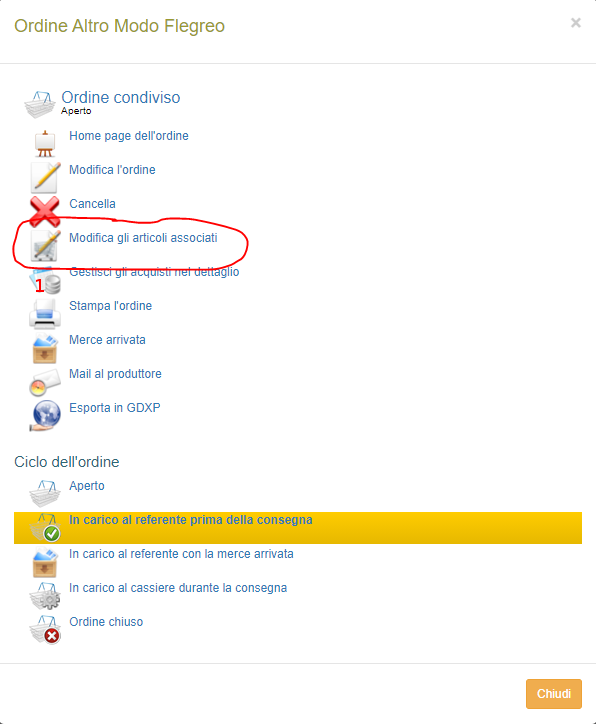 Ordine Altro Modo Flegreo
×
Ordine condiviso
Aperto
Home page dell'ordine
Modifica l'ordine
Cancella
Modifica gli articoli associati
Gestisci gli acquisti nel dettaglio
1
Stampa l'ordine
Merce arrivata
Mail al produttore
Esporta in GDXP
Ciclo dell'ordine
Aperto
In carico al referente prima della consegna
In carico al referente con la merce arrivata
In carico al cassiere durante la consegna
Ordine chiuso
Chiudi